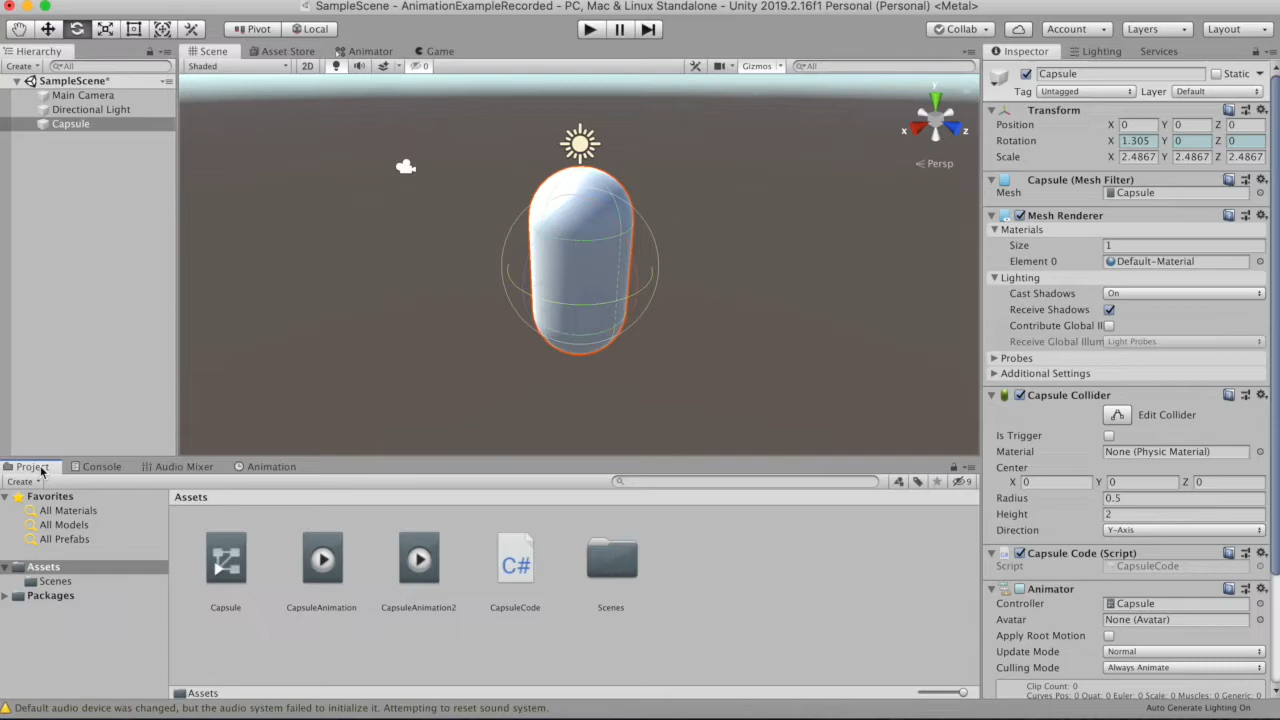 SampleScene - AnimationExampleRecorded - PC, Mac & Linux Standalone - Unity 2019.2.16f1 Personal (Personal) <Metal>
Pivot Local
Collab Account Layers Layout
Hierarchy
Scene Asset Store Animator Game
Inspector Lighting Services
Create All
Shaded 2D 0 Gizmos All
SampleScene*
Main Camera
Directional Light
Capsule
y
x z
Persp
Capsule Static
Tag Untagged Layer Default
Transform
Position X 0 Y 0 Z 0
Rotation X 1.305 Y 0 Z 0
Scale X 2.4867 Y 2.4867 Z 2.4867
Capsule (Mesh Filter)
Mesh Capsule
Mesh Renderer
Materials
Size 1
Element 0 Default-Material
Lighting
Cast Shadows On
Receive Shadows
Contribute Global Il
Receive Global Illum Light Probes
Probes
Additional Settings
Capsule Collider
Edit Collider
Is Trigger
Material None (Physic Material)
Center
X 0 Y 0 Z 0
Radius 0.5
Height 2
Direction Y-Axis
Capsule Code (Script)
Script CapsuleCode
Animator
Controller Capsule
Avatar None (Avatar)
Apply Root Motion
Update Mode Normal
Culling Mode Always Animate
Clip Count: 0
Curves Pos: 0 Quat: 0 Euler: 0 Scale: 0 Muscles: 0 Generic: 0
Project Console Audio Mixer Animation
Create 9
Favorites
All Materials
All Models
All Prefabs
Assets
Scenes
Packages
Assets
C#
Capsule CapsuleAnimation CapsuleAnimation2 CapsuleCode Scenes
Assets
Default audio device was changed, but the audio system failed to initialize it. Attempting to reset sound system.
Auto Generate Lighting On